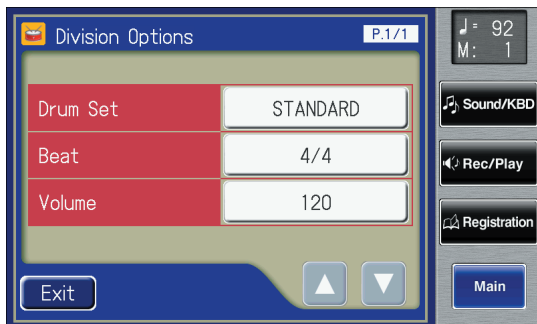 Division Options P.1/1
♩= 92
M: 1
Drum Set STANDARD
Beat 4/4
Volume 120
Exit
Sound/KBD
Rec/Play
Registration
Main